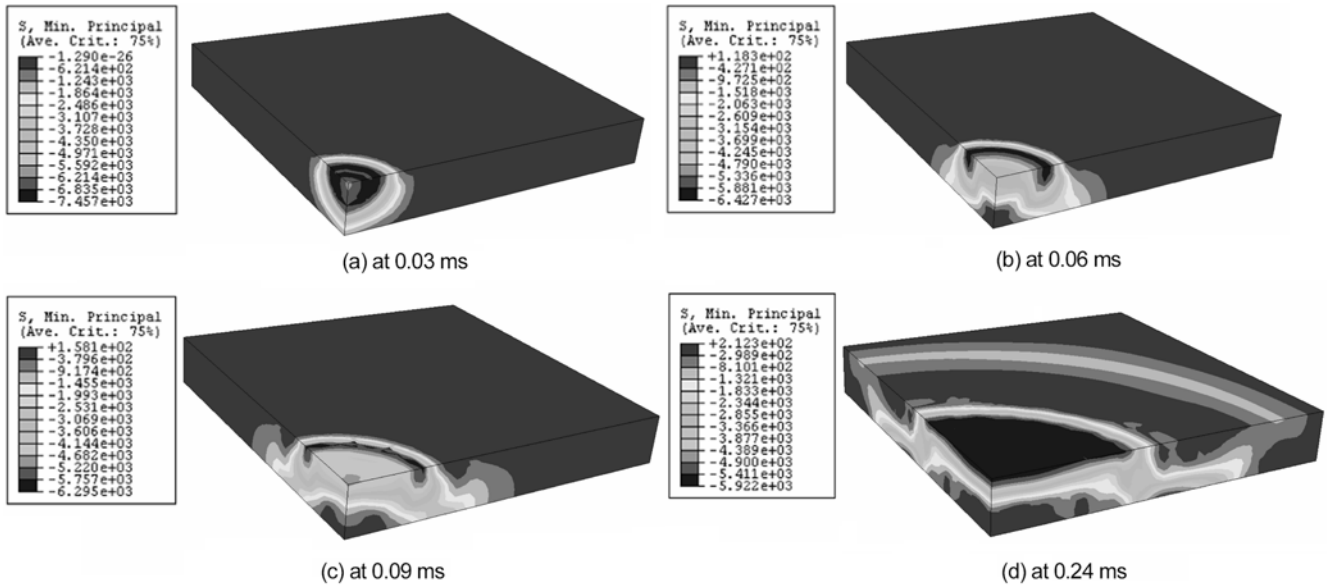 S, Min. Principal
(Ave. Crit.: 75%)
-1.290e-26
-6.214e+02
-1.243e+03
-1.864e+03
-2.486e+03
-3.107e+03
-3.728e+03
-4.350e+03
-4.971e+03
-5.592e+03
-6.214e+03
-6.835e+03
-7.457e+03
(a) at 0.03 ms
S, Min. Principal
(Ave. Crit.: 75%)
+1.183e+02
-4.271e+02
-9.725e+02
-1.518e+03
-2.063e+03
-2.609e+03
-3.154e+03
-3.699e+03
-4.245e+03
-4.790e+03
-5.336e+03
-5.881e+03
-6.427e+03
(b) at 0.06 ms
S, Min. Principal
(Ave. Crit.: 75%)
+1.581e+02
-3.796e+02
-9.174e+02
-1.455e+03
-1.993e+03
-2.531e+03
-3.069e+03
-3.606e+03
-4.144e+03
-4.682e+03
-5.220e+03
-5.757e+03
-6.295e+03
(c) at 0.09 ms
S, Min. Principal
(Ave. Crit.: 75%)
+2.123e+02
-2.989e+02
-8.101e+02
-1.321e+03
-1.833e+03
-2.344e+03
-2.855e+03
-3.366e+03
-3.877e+03
-4.389e+03
-4.900e+03
-5.411e+03
-5.922e+03
(d) at 0.24 ms